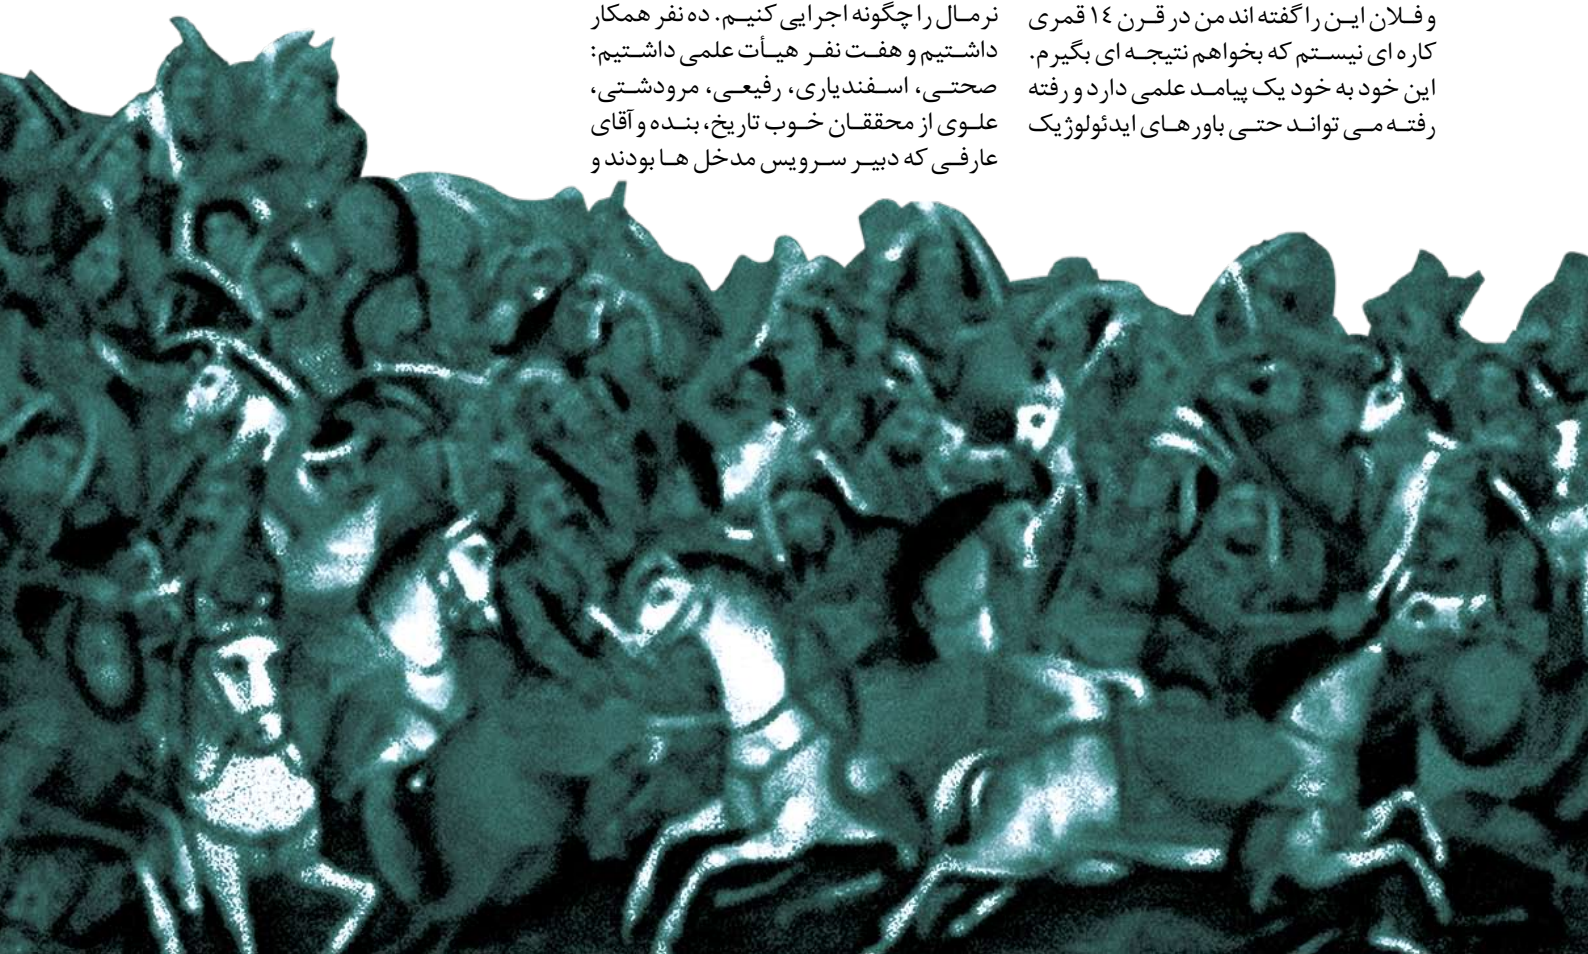 و فلان این را گفته اند من در قرن ۱٤ قمری
کاره ای نیستم که بخواهم نتیجه ای بگیرم.
این خود به خود یک پیامد علمی دارد و رفته
رفته می تواند حتی باورهای ایدئولوژیک
نرمال را چگونه اجرایی کنیم. ده نفر همکار
داشتیم و هفت نفر هیأت علمی داشتیم:
صحتی، اسفندیاری، رفیعی، مرودشتی،
علوی از محققان خوب تاریخ، بنده و آقای
عارفی که دبیر سرویس مدخل ها بودند و